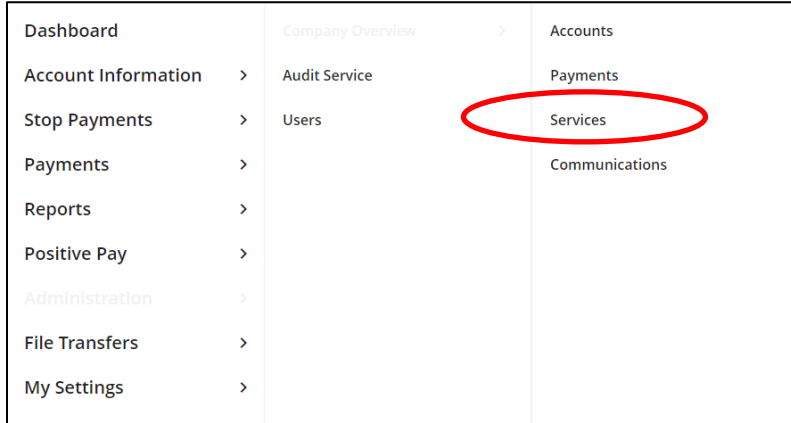 Dashboard
Account Information
Stop Payments
Payments
Reports
Positive Pay
Administration
File Transfers
My Settings
Company Overview
Audit Service
Users
Accounts
Payments
Services
Communications